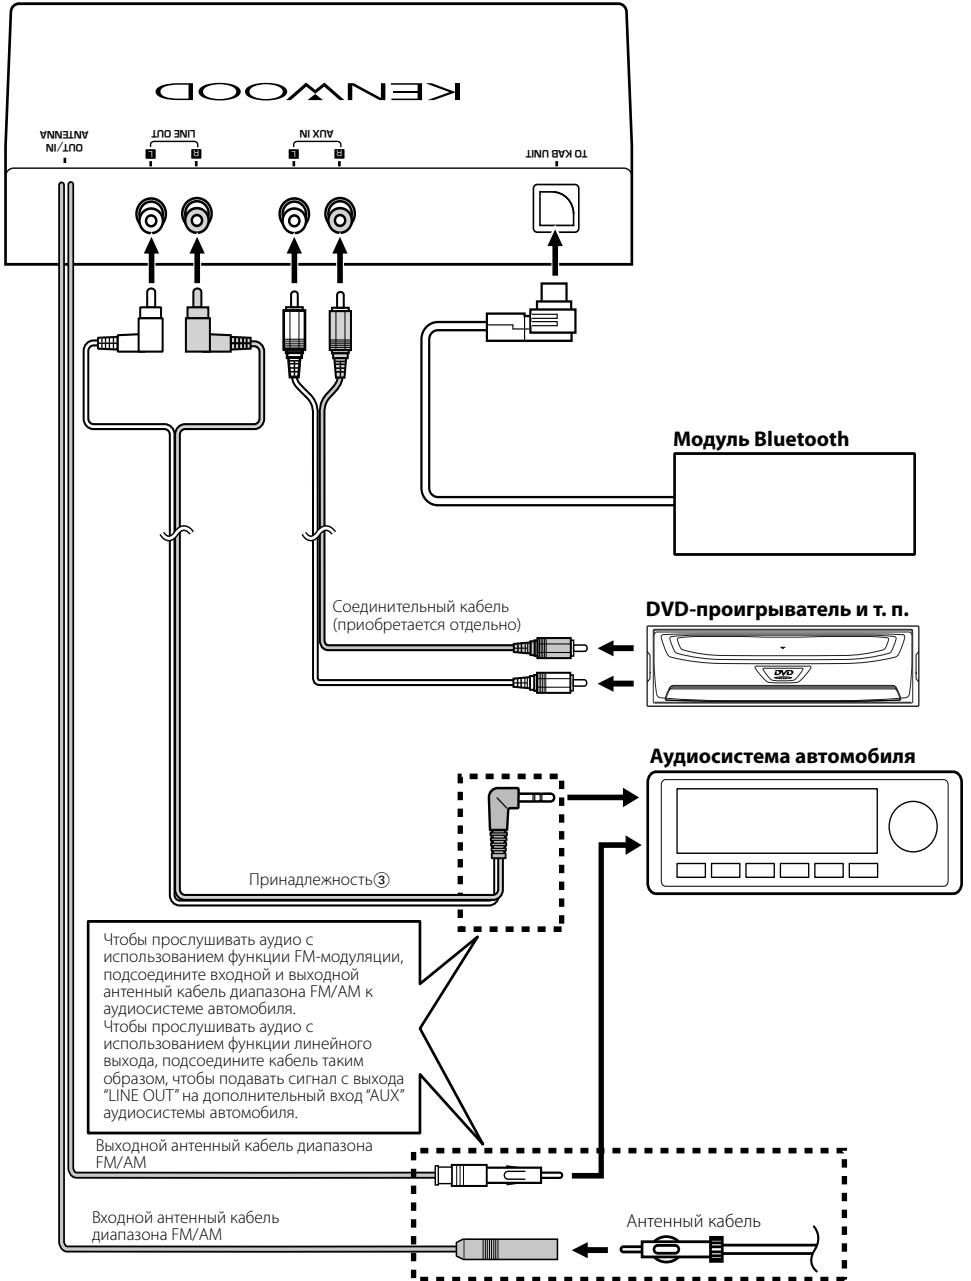 KENWOOD
ANTENNA
OUT/IN
LINE OUT
L
R
AUX IN
L
R
TO KAB UNIT
Модуль Bluetooth
Соединительный кабель
(приобретается отдельно)
DVD-проигрыватель и т. п.
DVD
Аудиосистема автомобиля
Принадлежность③
Чтобы прослушивать аудио с
использованием функции FM-модуляции,
подсоедините входной и выходной
антенный кабель диапазона FM/AM к
аудиосистеме автомобиля.
Чтобы прослушивать аудио с
использованием функции линейного
выхода, подсоедините кабель таким
образом, чтобы подавать сигнал с выхода
“LINE OUT” на дополнительный вход “AUX”
аудиосистемы автомобиля.
Выходной антенный кабель диапазона
FM/AM
Входной антенный кабель
диапазона FM/AM
Антенный кабель